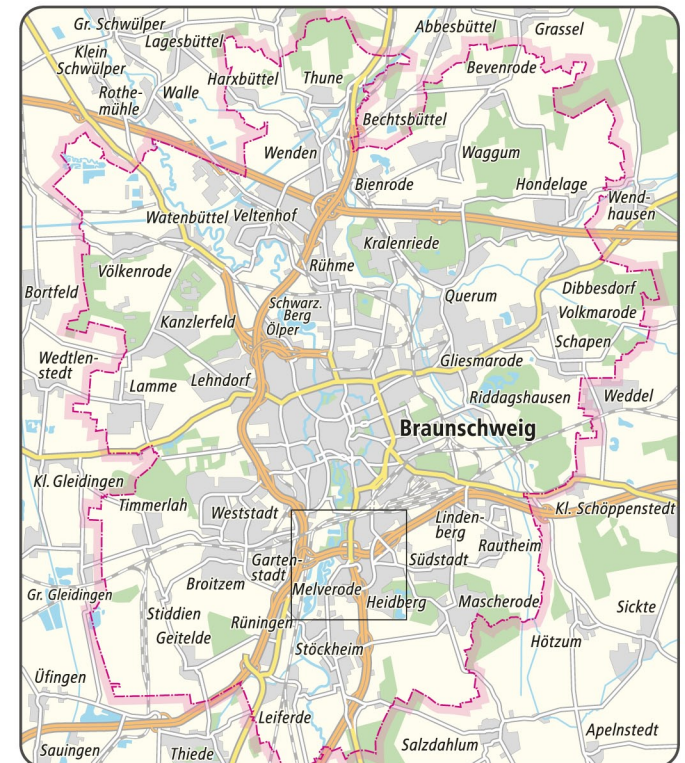 Gr. Schwülper
Lagesbüttel
Abbesbüttel
Grassel
Klein
Schwülper
Harxbüttel
Thune
Bevenrode
Rothe-
mühle
Walle
Bechtsbüttel
Wenden
Waggum
Bienrode
Hondelage
Wend-
hausen
Watenbüttel
Veltenhof
Kralenriede
Rühme
Völkenrode
Bortfeld
Schwarz.
Berg
Querum
Dibbesdorf
Volkmarode
Kanzlerfeld
Ölper
Schapen
Wedtlen-
stedt
Gliesmarode
Lamme
Lehndorf
Riddagshausen
Weddel
Braunschweig
Kl. Gleidingen
Timmerlah
Weststadt
Kl. Schöppenstedt
Linden-
berg
Rautheim
Garten-
stadt
Südstadt
Broitzem
Melverode
Gr. Gleidingen
Heidberg
Mascherode
Stiddien
Sickte
Rüningen
Geitelde
Hötzum
Stöckheim
Üfingen
Leiferde
Apelnstedt
Sauingen
Thiede
Salzdahlum